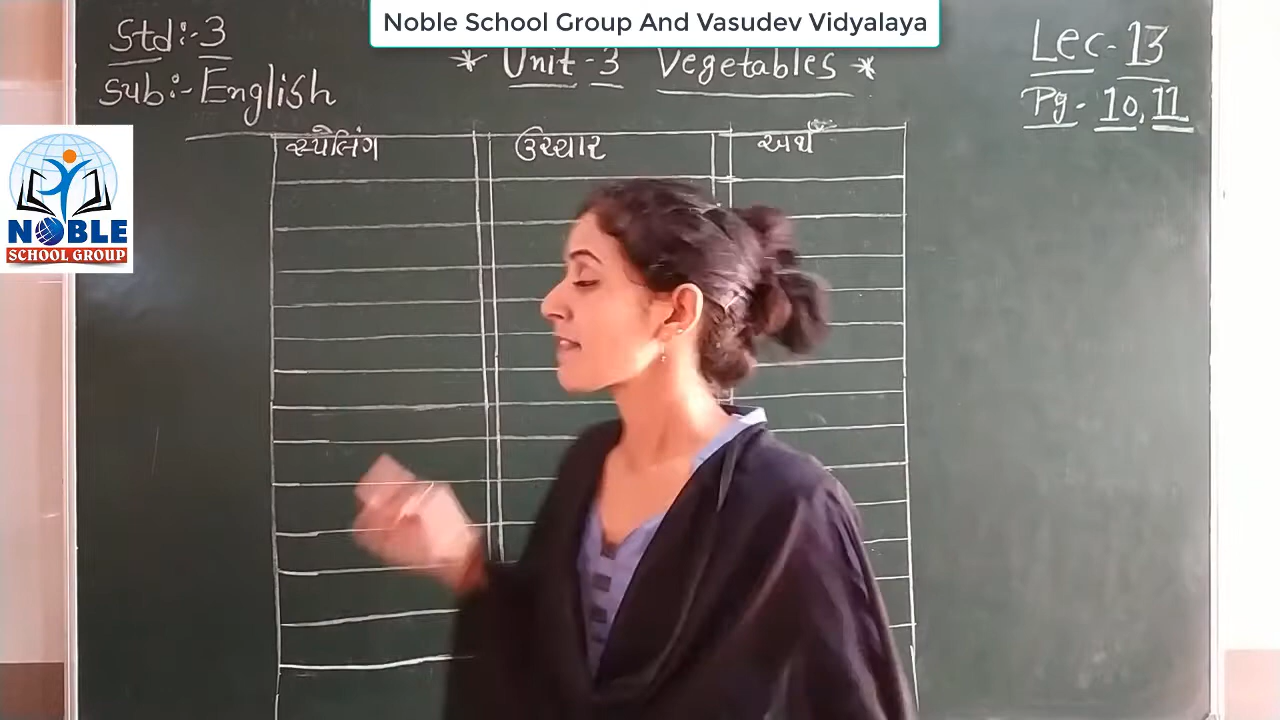 Noble School Group And Vasudev Vidyalaya
Std:- 3
Sub:- English
* Unit-3 Vegetables *
Lec-13
Pg- 10, 11
સ્પેલિંગ ઉચ્ચાર અર્થ
NOBLE
SCHOOL GROUP